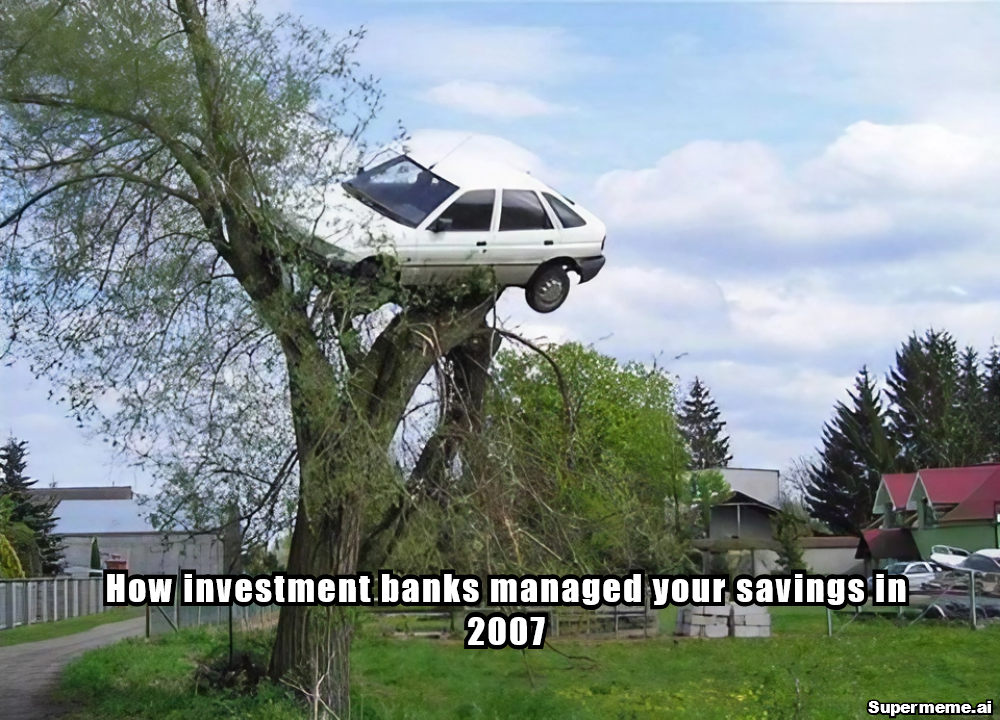 How investment banks managed your savings in
2007
Supermeme.ai